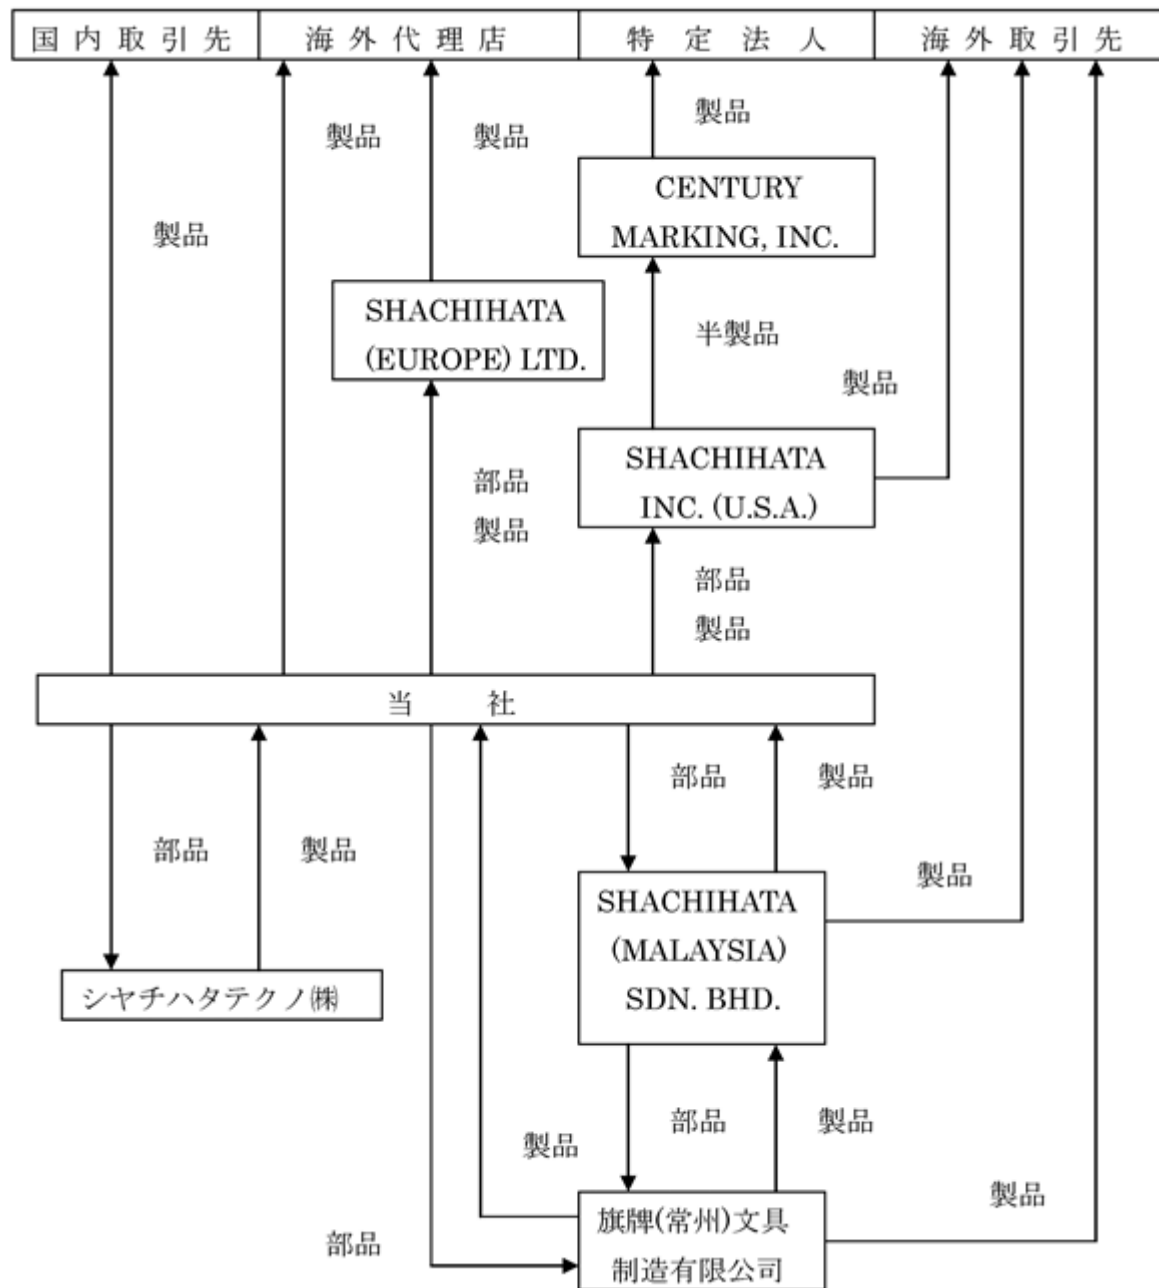 国内取引先 海外代理店 特定法人 海外取引先
製品
製品 製品
CENTURY
MARKING, INC.
製品
SHACHIHATA
(EUROPE) LTD.
半製品
製品
SHACHIHATA
INC. (U.S.A.)
部品
製品
部品
製品
当社
部品 製品
部品 製品
SHACHIHATA
(MALAYSIA)
SDN. BHD.
製品
シヤチハタテクノ㈱
部品 製品
製品
旗牌(常州)文具
制造有限公司
製品
部品